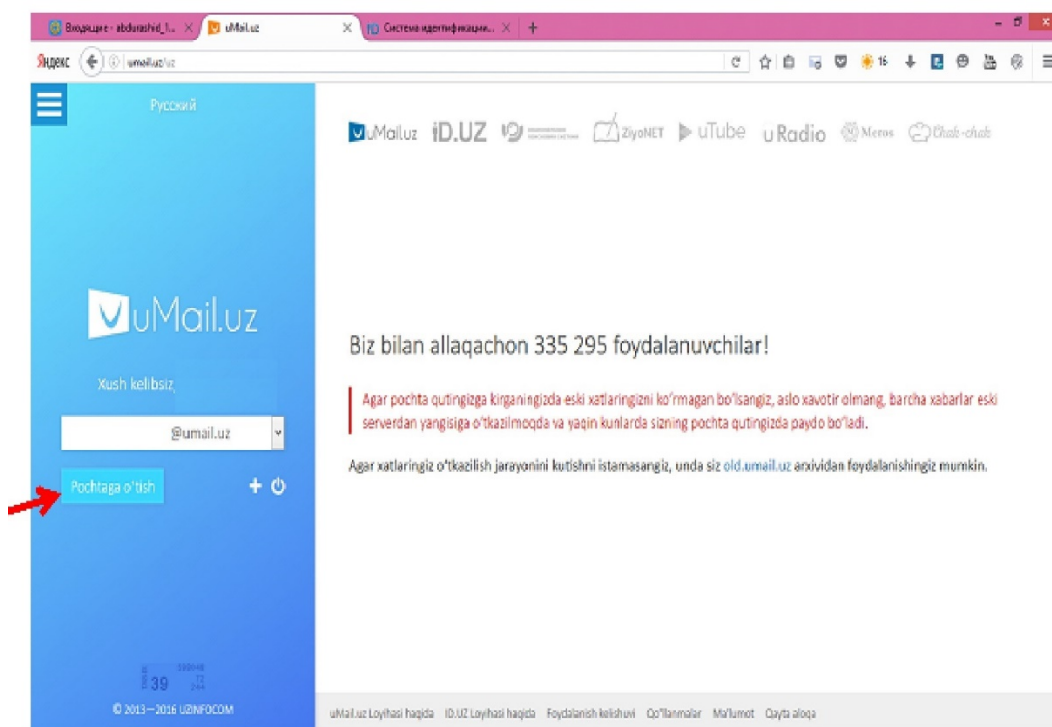 Входящие - abdurashid_1...
uMail.uz
Система идентификации...
Яндекс
umail.uz/uz
16
Русский
uMail.uz
iD.UZ
ZiyoNET
uTube
uRadio
Meros
Chak-chak
uMail.uz
Biz bilan allaqachon 335 295 foydalanuvchilar!
Xush kelibsiz
Agar pochta qutingizga kirganingizda eski xatlaringizni ko'rmagan bo'lsangiz, aslo xavotir olmang, barcha xabarlar eski
serverdan yangisiga o'tkazilmoqda va yaqin kunlarda sizning pochta qutingizda paydo bo'ladi.
@umail.uz
Agar xatlaringiz o'tkazilish jarayonini kutishni istamasangiz, unda siz old.umail.uz arxividan foydalanishingiz mumkin.
Pochtaga o'tish
39
© 2013—2016 UZINFOCOM
uMail.uz Loyihasi haqida ID.UZ Loyihasi haqida Foydalanish kelishuvi Qo'llanmalar Ma'lumot Qayta aloqa